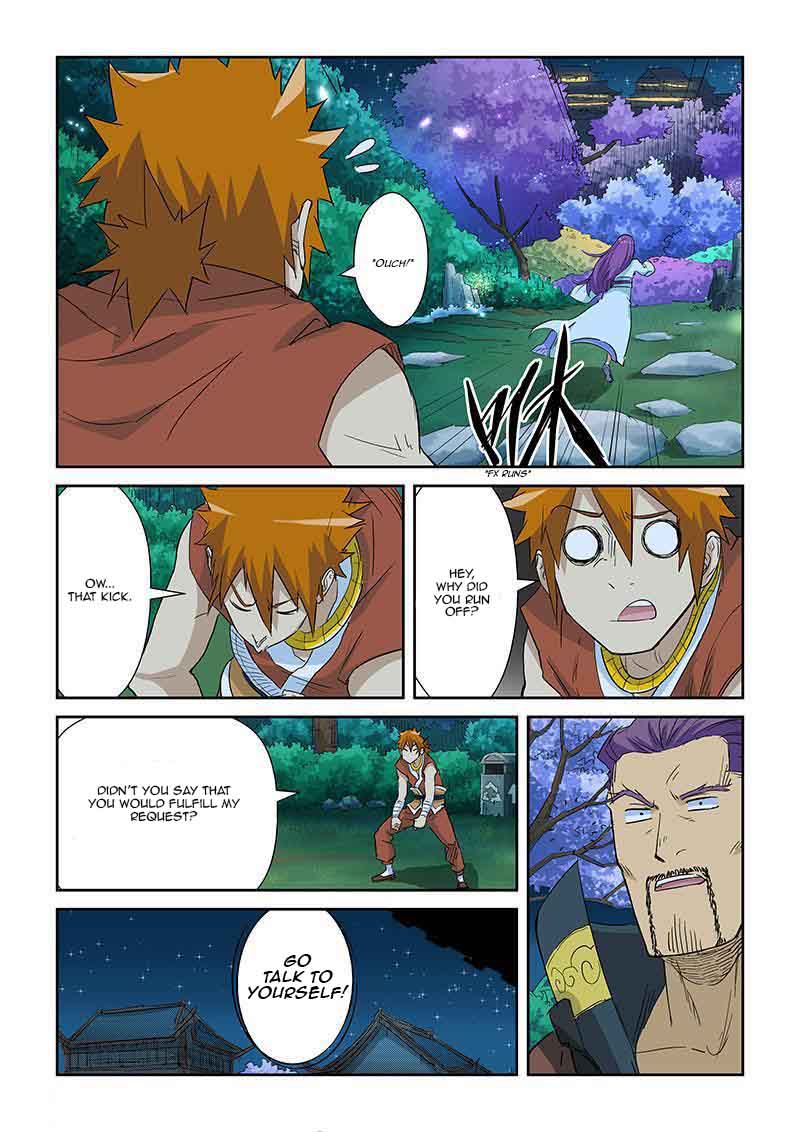 "OUCH!"
"FX RUNS"
OW...
THAT KICK.
HEY,
WHY DID
YOU RUN
OFF?
DIDN'T YOU SAY THAT
YOU WOULD FULFILL MY
REQUEST?
GO
TALK TO
YOURSELF!